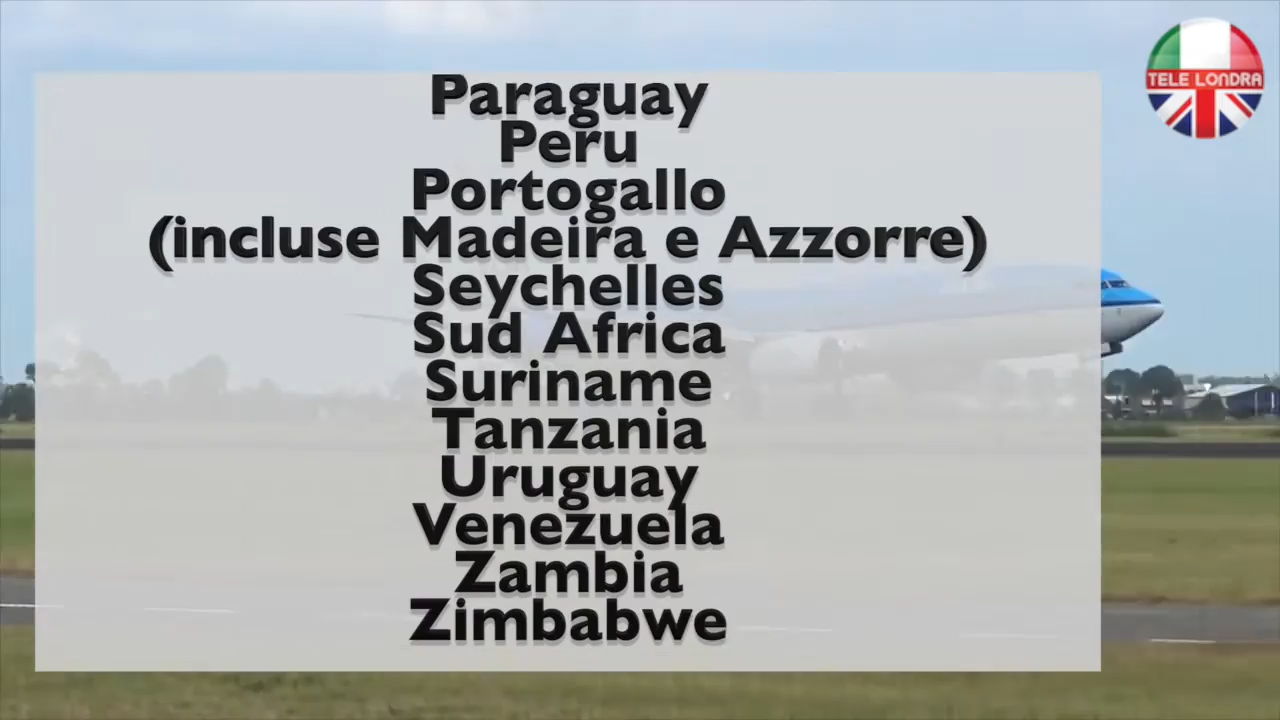 TELE LONDRA
Paraguay
Peru
Portogallo
(incluse Madeira e Azzorre)
Seychelles
Sud Africa
Suriname
Tanzania
Uruguay
Venezuela
Zambia
Zimbabwe